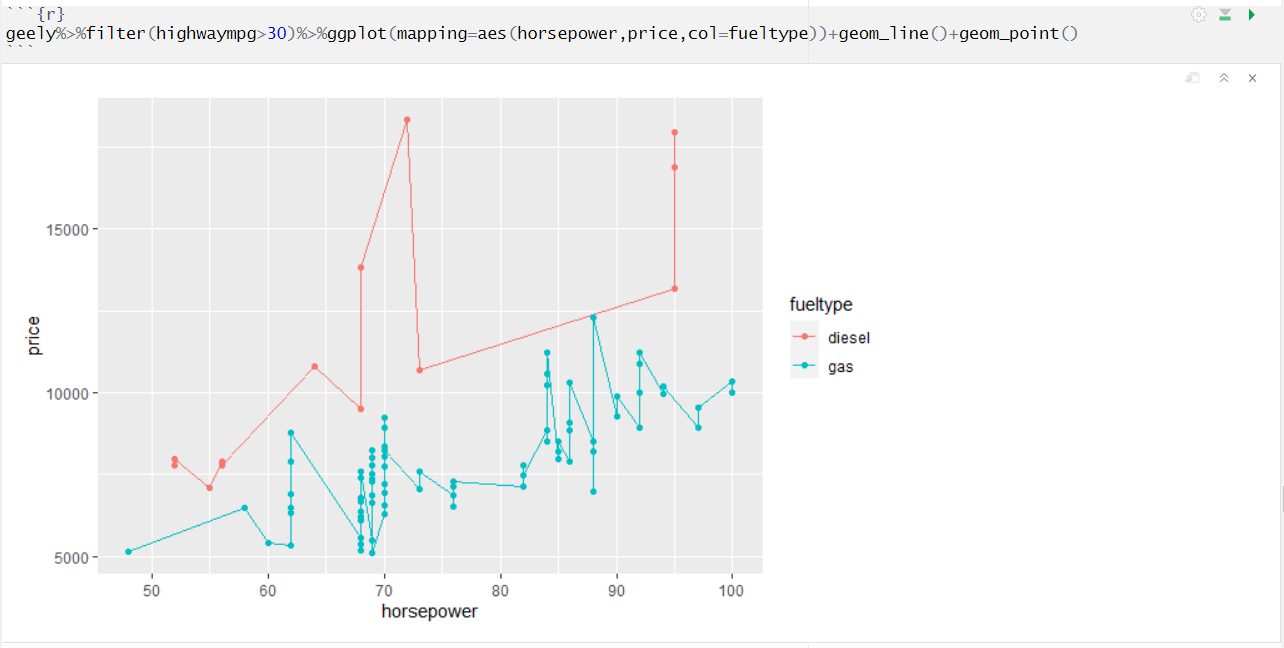 ```{r}
geely%>%filter(highwaympg>30)%>%ggplot(mapping=aes(horsepower,price,col=fueltype))+geom_line()+geom_point()
```
15000
10000
5000
price
50 60 70 80 90 100
horsepower
fueltype
diesel
gas